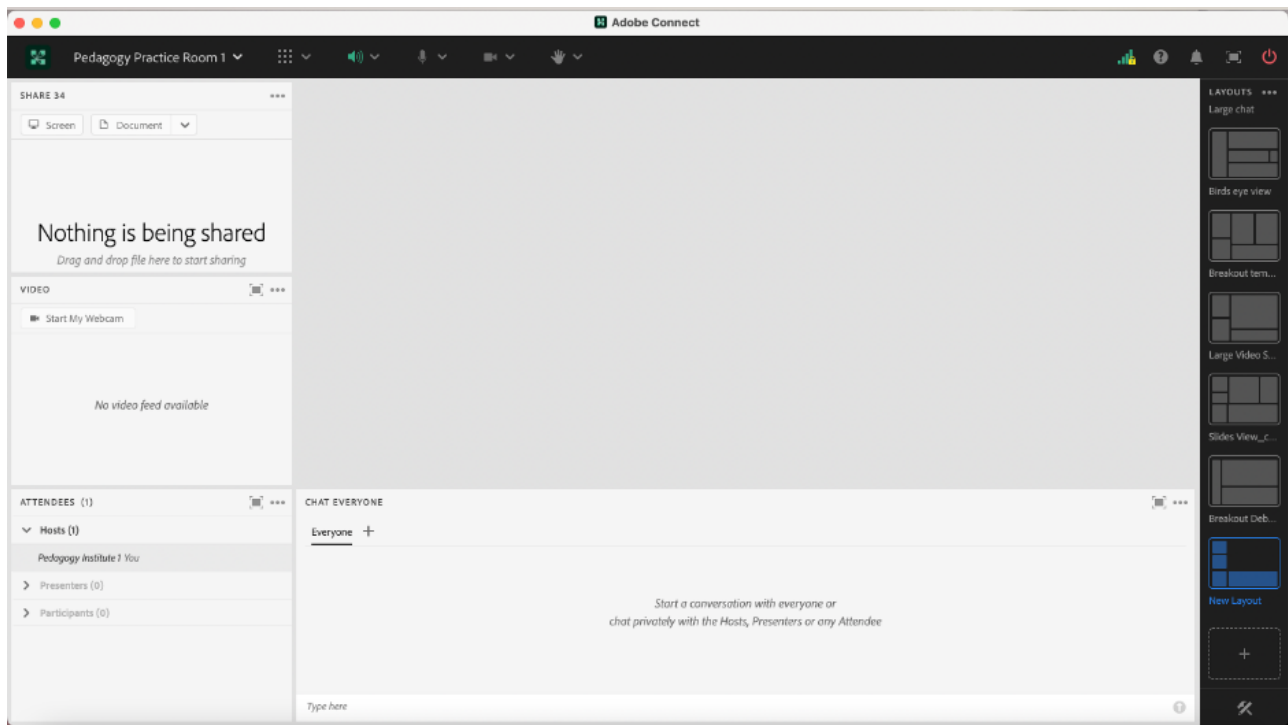 Adobe Connect
Pedagogy Practice Room 1
SHARE 34
Screen
Document
Nothing is being shared
Drag and drop file here to start sharing
VIDEO
Start My Webcam
No video feed available
ATTENDEES (1)
Hosts (1)
Pedagogy Institute 1 You
Presenters (0)
Participants (0)
CHAT EVERYONE
Everyone
Start a conversation with everyone or
chat privately with the Hosts, Presenters or any Attendee
Type here
LAYOUTS
Large chat
Birds eye view
Breakout tem...
Large Video S...
Slides View_c...
Breakout Deb...
New Layout